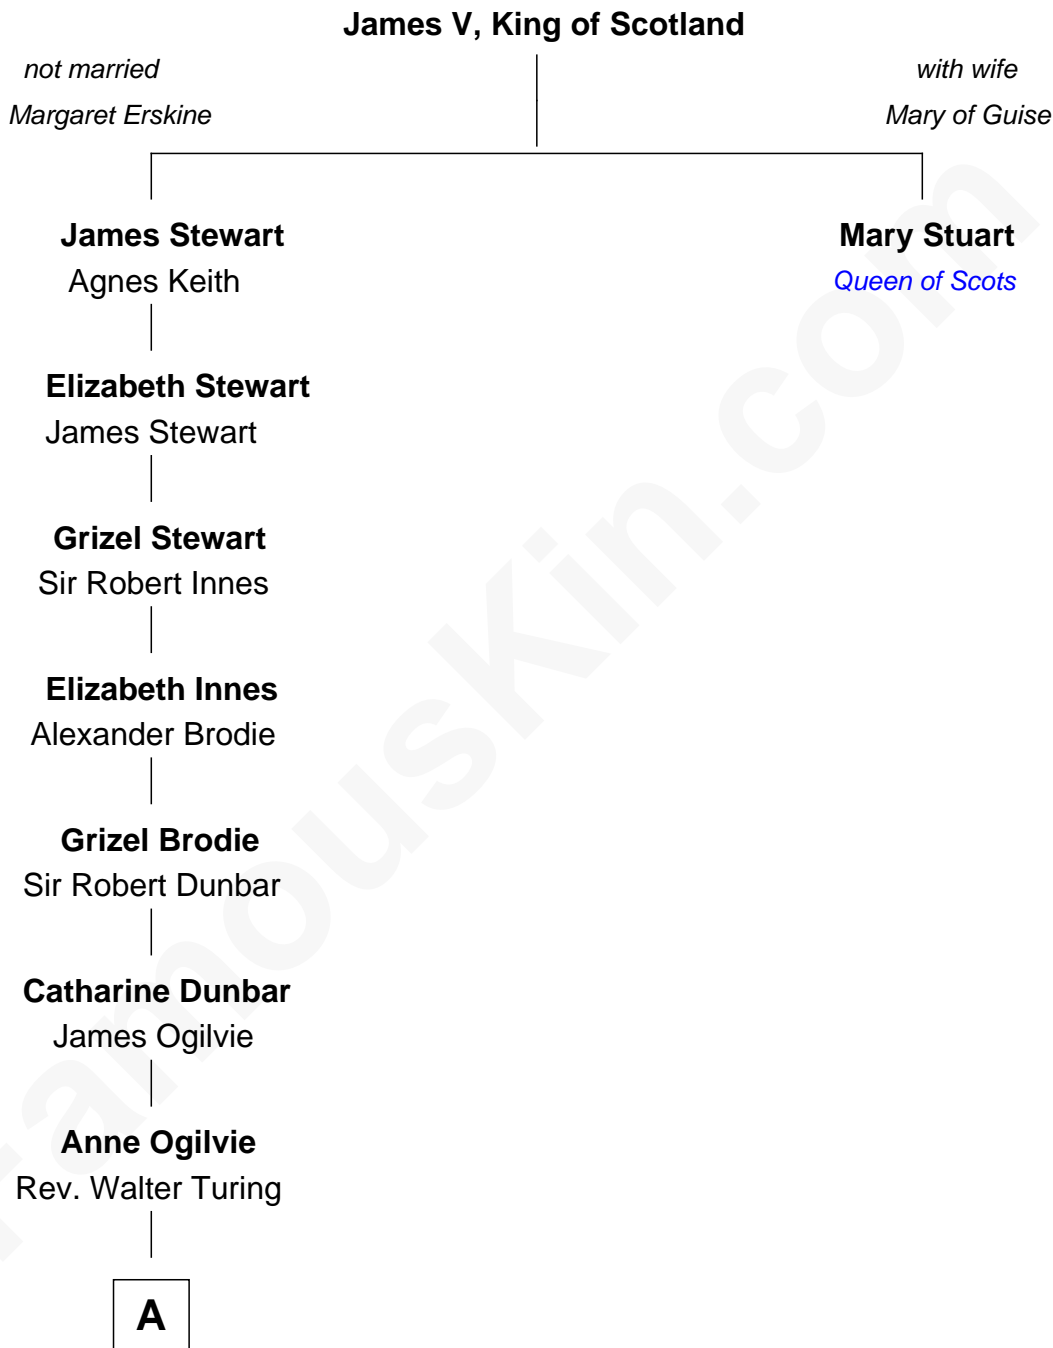 James V, King of Scotland
not married
with wife
Margaret Erskine
Mary of Guise
James Stewart
Mary Stuart
Agnes Keith
Queen of Scots
Elizabeth Stewart
James Stewart
Grizel Stewart
Sir Robert Innes
Elizabeth Innes
Alexander Brodie
Grizel Brodie
Sir Robert Dunbar
Catharine Dunbar
James Ogilvie
Anne Ogilvie
Rev. Walter Turing
A
FamousKin.com